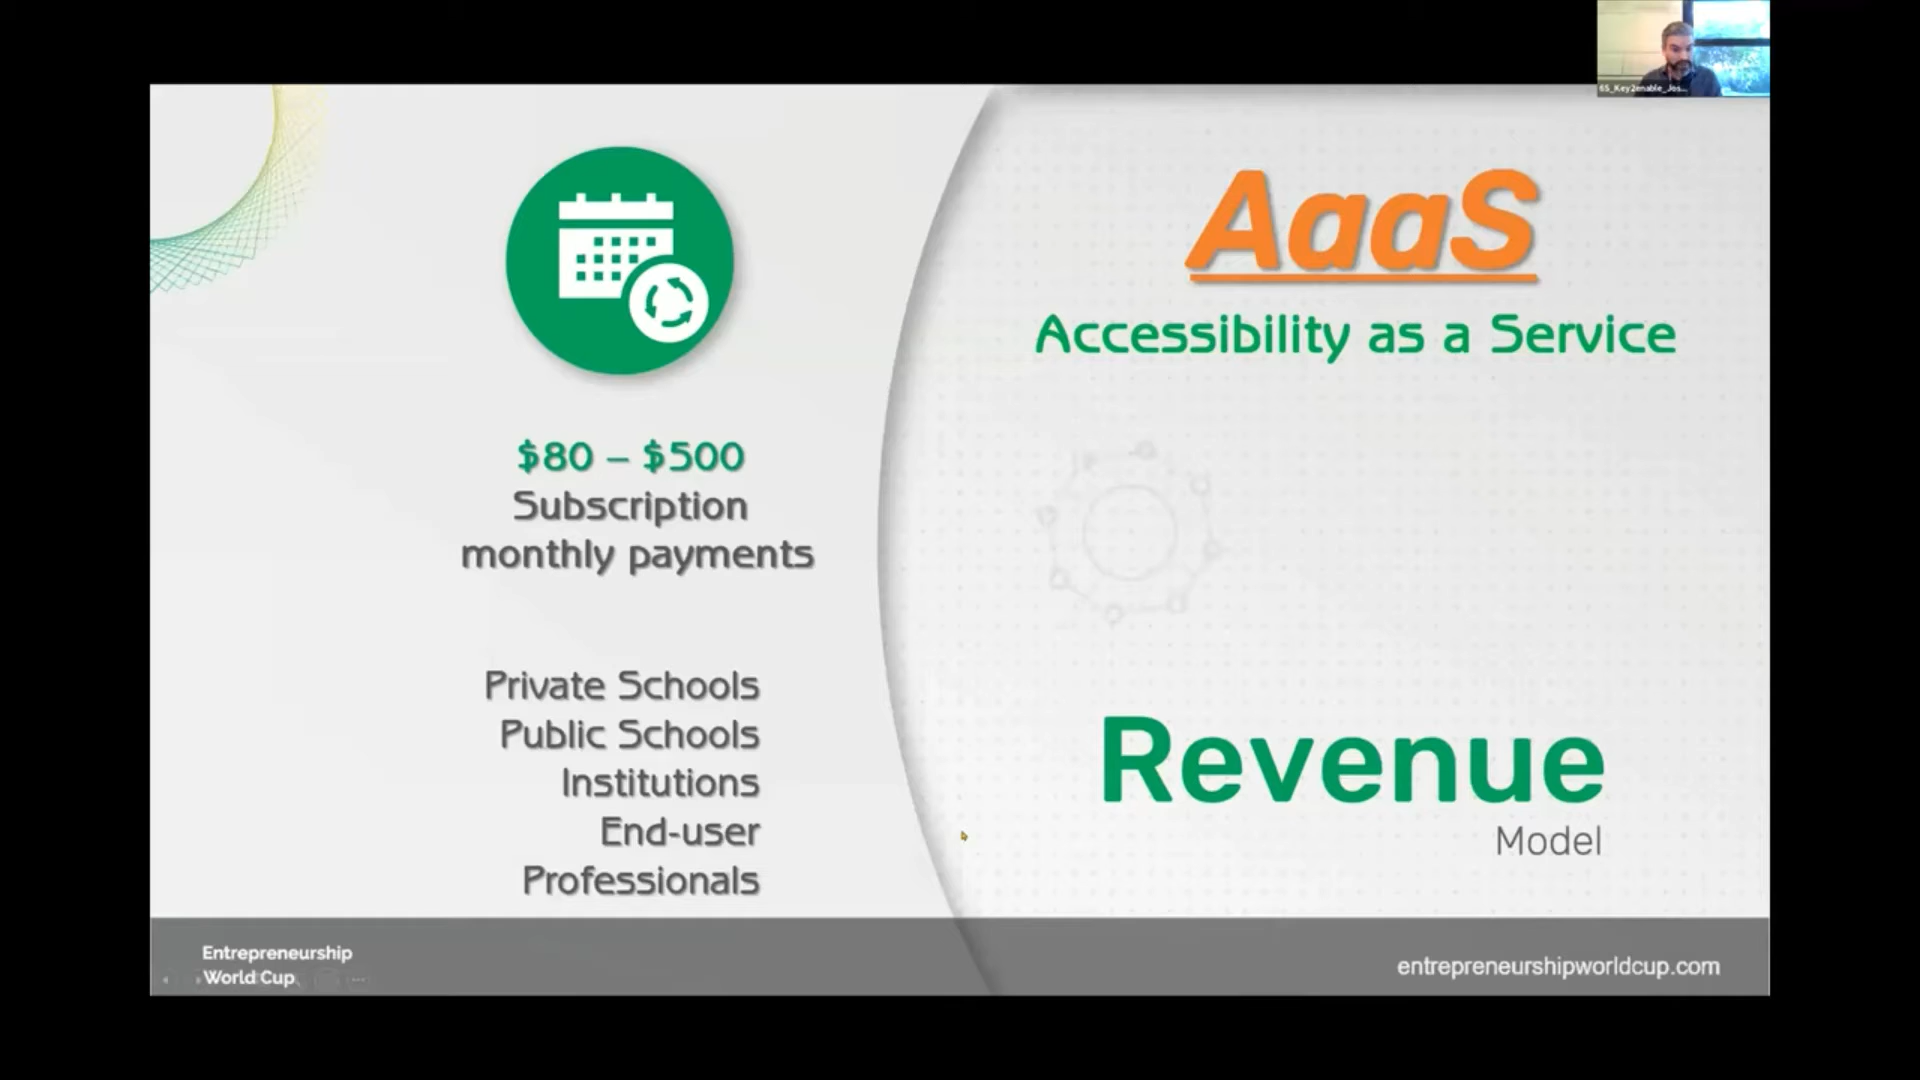 65_Key2enable_Jos...
AaaS
Accessibility as a Service
$80 – $500
Subscription
monthly payments
Private Schools
Public Schools
Institutions
End-user
Professionals
Revenue
Model
Entrepreneurship
World Cup
entrepreneurshipworldcup.com